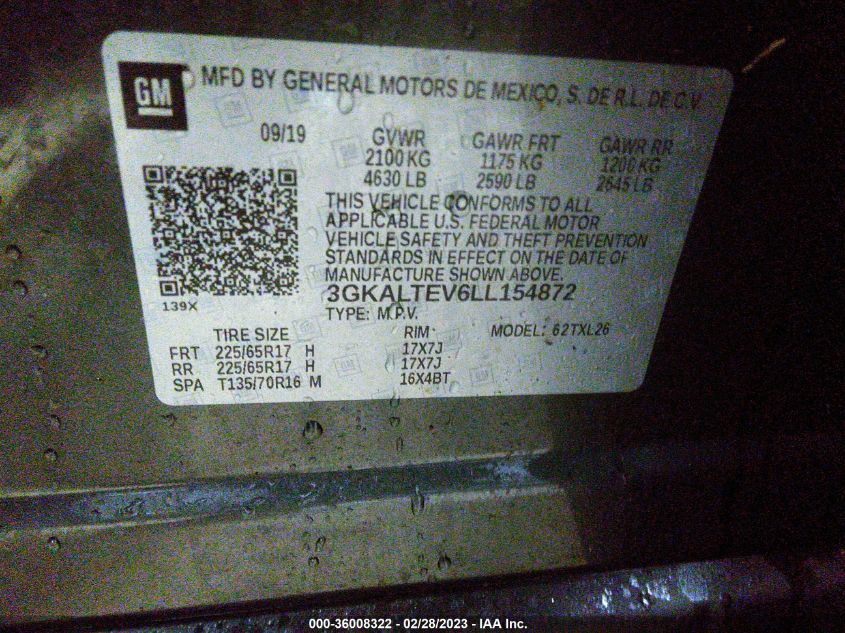 GM
MFD BY GENERAL MOTORS DE MEXICO, S. DE R.L. DE C.V.
09/19 GVWR GAWR FRT GAWR RR
2100 KG 1175 KG 1200 KG
4630 LB 2590 LB 2645 LB
THIS VEHICLE CONFORMS TO ALL
APPLICABLE U.S. FEDERAL MOTOR
VEHICLE SAFETY AND THEFT PREVENTION
STANDARDS IN EFFECT ON THE DATE OF
MANUFACTURE SHOWN ABOVE.
139X
3GKALTEV6LL154872
TYPE: M.P.V. MODEL: 62TXL26
TIRE SIZE RIM
FRT 225/65R17 H 17X7J
RR 225/65R17 H 17X7J
SPA T135/70R16 M 16X4BT
000-36008322 - 02/28/2023 - IAA Inc.